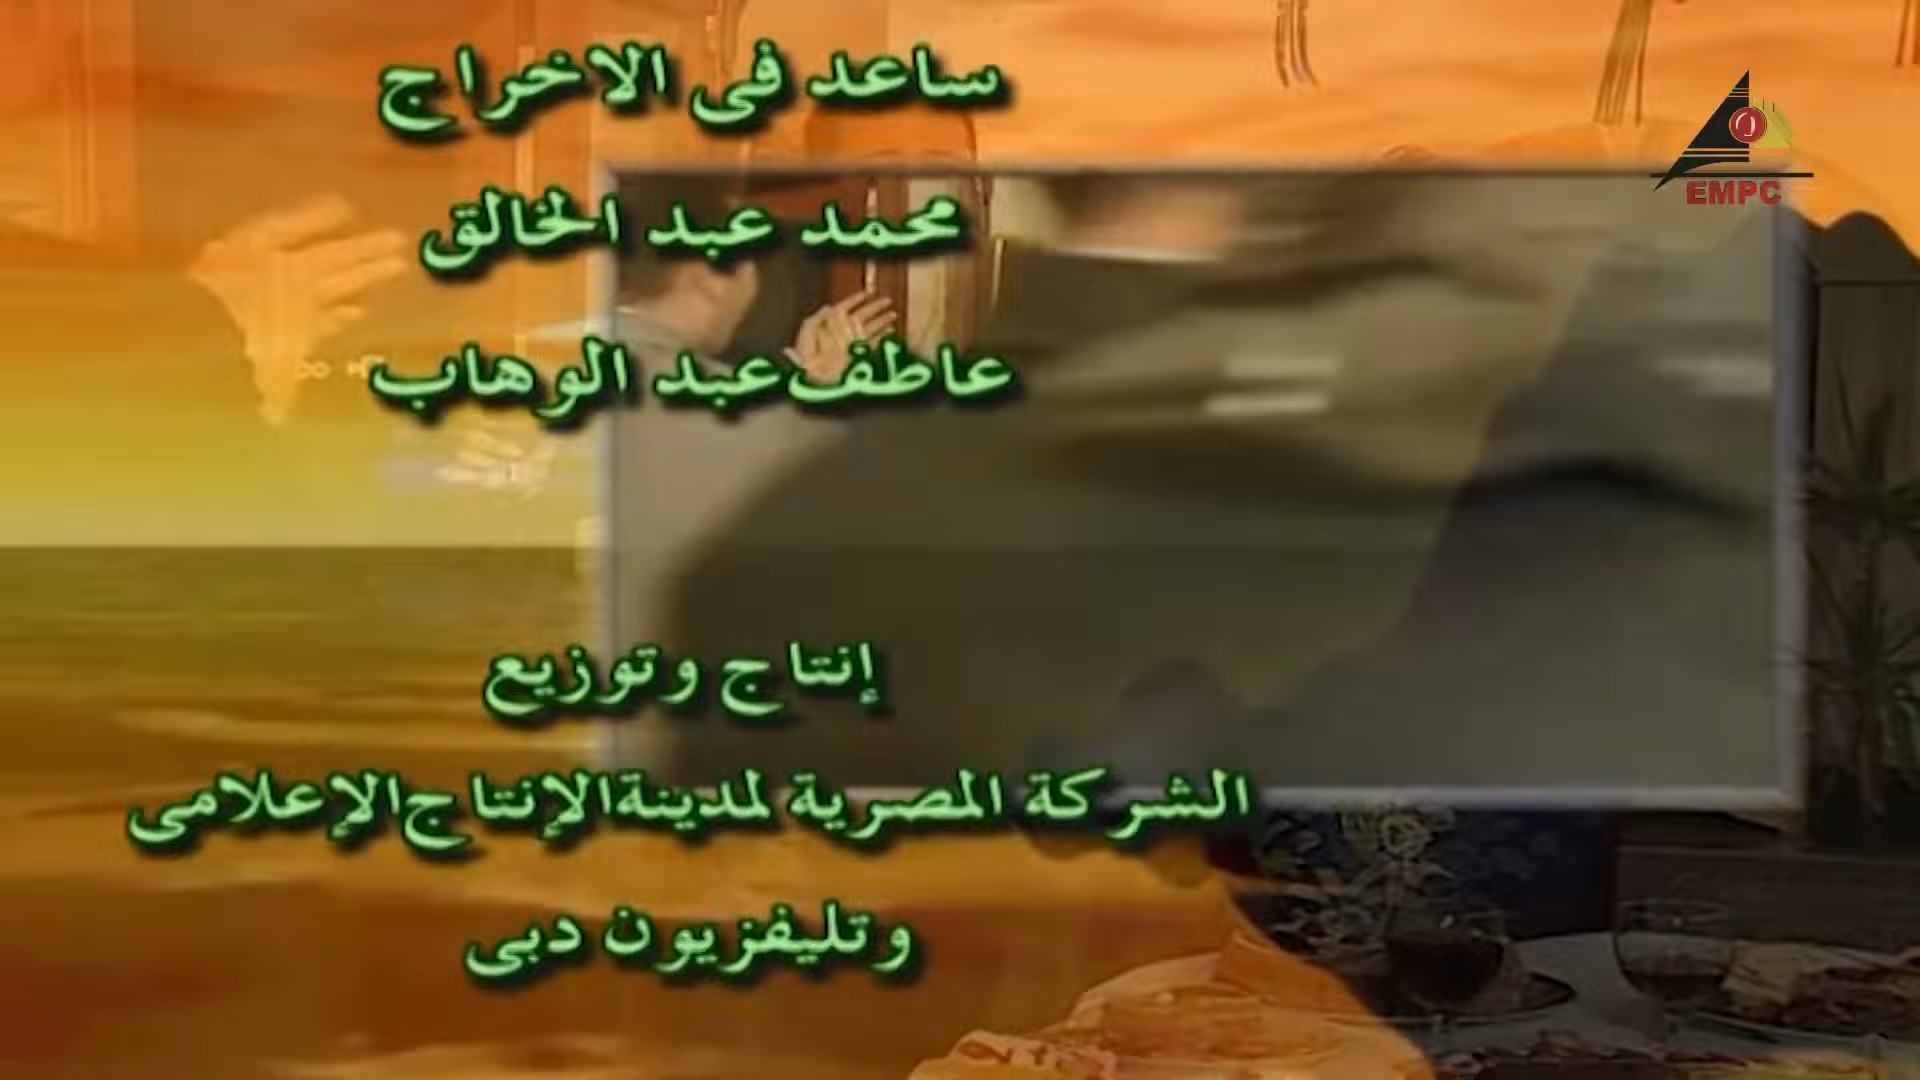 ساعد فى الاخراج
محمد عبد الخالق
عاطف عبد الوهاب
إنتاج وتوزيع
الشركة المصرية لمدينة الإنتاج الإعلامى
وتليفزيون دبى
EMPC